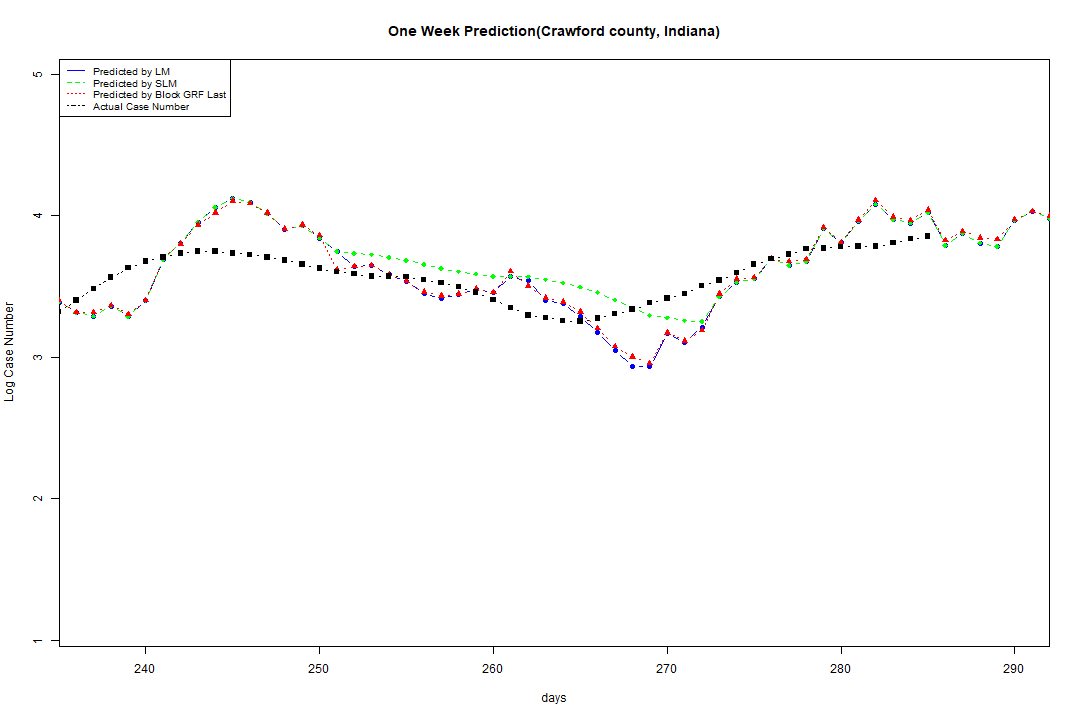 One Week Prediction(Crawford county, Indiana)
Predicted by LM
Predicted by SLM
Predicted by Block GRF Last
Actual Case Number
5
4
3
2
1
Log Case Number
240
250
260
270
280
290
days